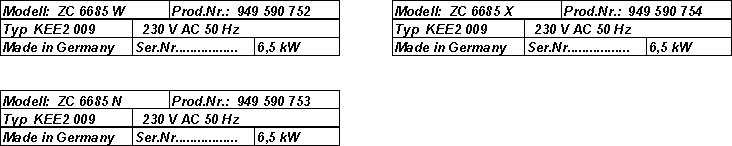 Modell: ZC 6685 W Prod.Nr.: 949 590 752
Typ KEE2 009 230 V AC 50 Hz
Made in Germany Ser.Nr................. 6,5 kW
Modell: ZC 6685 X Prod.Nr.: 949 590 754
Typ KEE2 009 230 V AC 50 Hz
Made in Germany Ser.Nr................. 6,5 kW
Modell: ZC 6685 N Prod.Nr.: 949 590 753
Typ KEE2 009 230 V AC 50 Hz
Made in Germany Ser.Nr................. 6,5 kW